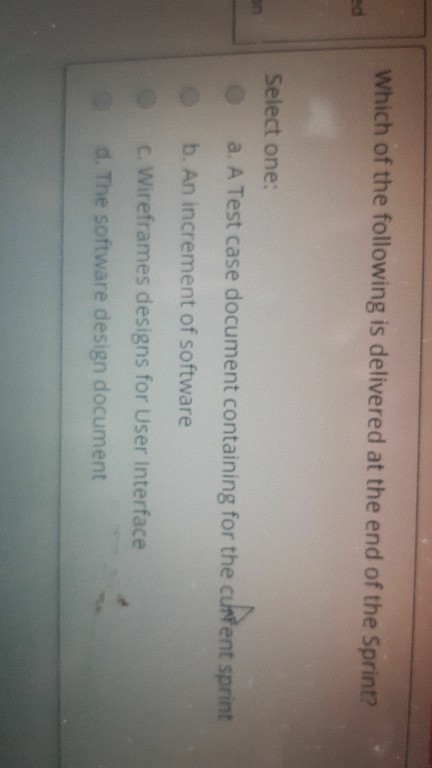 Which of the following is delivered at the end of the Sprint?
ed
Select one:
on
a. A Test case document containing for the current sprint
b. An increment of software
c. Wireframes designs for User Interface
d. The software design document